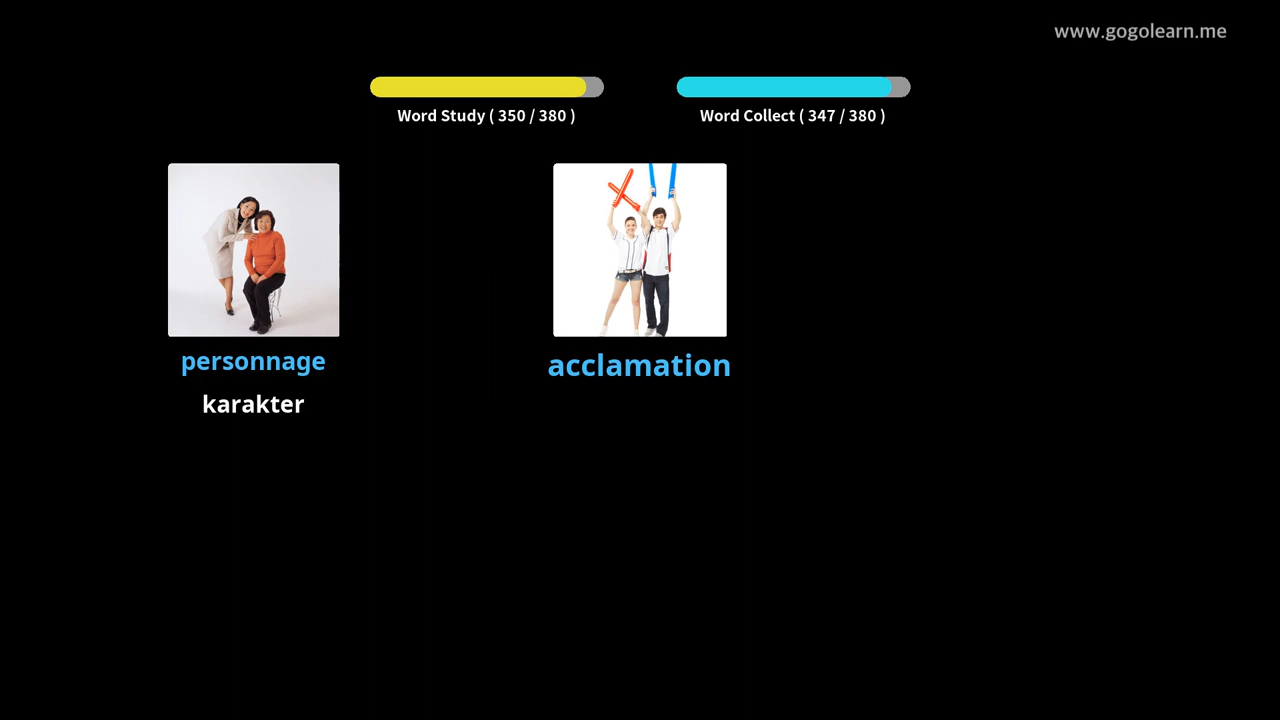 www.gogolearn.me
Word Study ( 350 / 380 )
Word Collect ( 347 / 380 )
personnage
karakter
acclamation